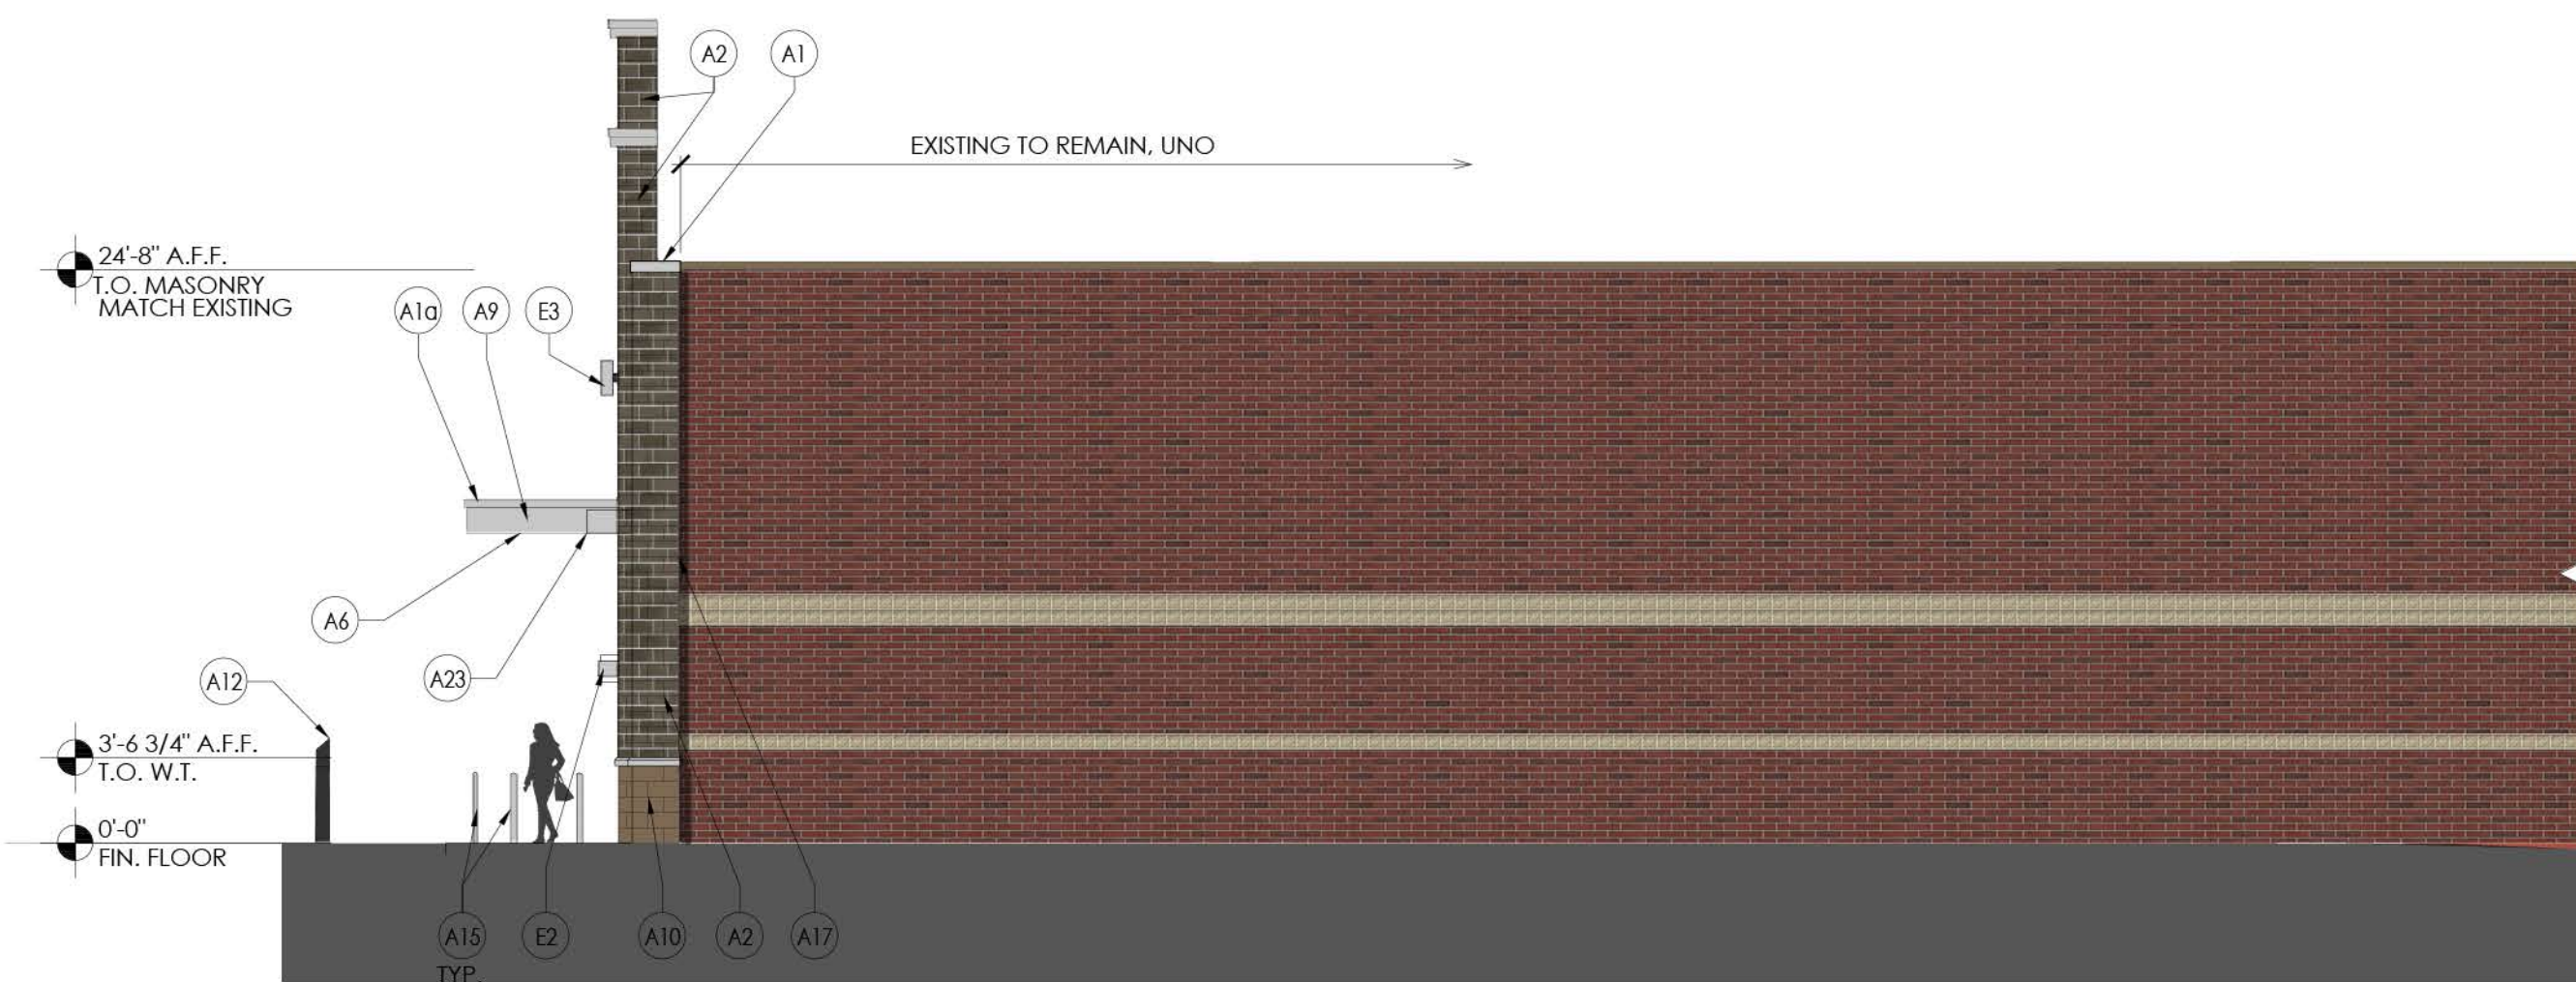 A2
A1
EXISTING TO REMAIN, UNO
24'-8" A.F.F.
T.O. MASONRY
MATCH EXISTING
A1a
A9
E3
A6
A23
A12
3'-6 3/4" A.F.F.
T.O. W.T.
0'-0"
FIN. FLOOR
A15
TYP.
E2
A10
A2
A17